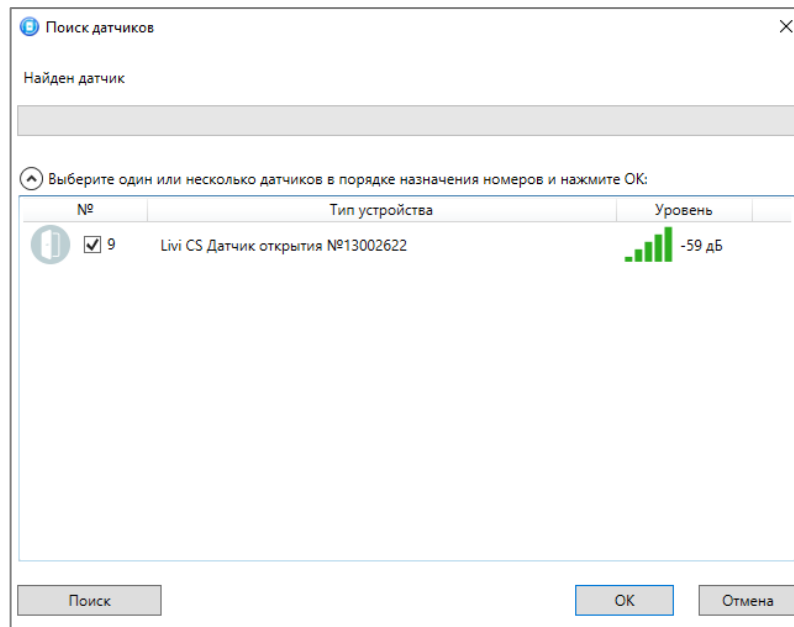 Поиск датчиков
Найден датчик
Выберите один или несколько датчиков в порядке назначения номеров и нажмите ОК:
№ Тип устройства Уровень
9 Livi CS Датчик открытия №13002622 -59 дБ
Поиск ОК Отмена